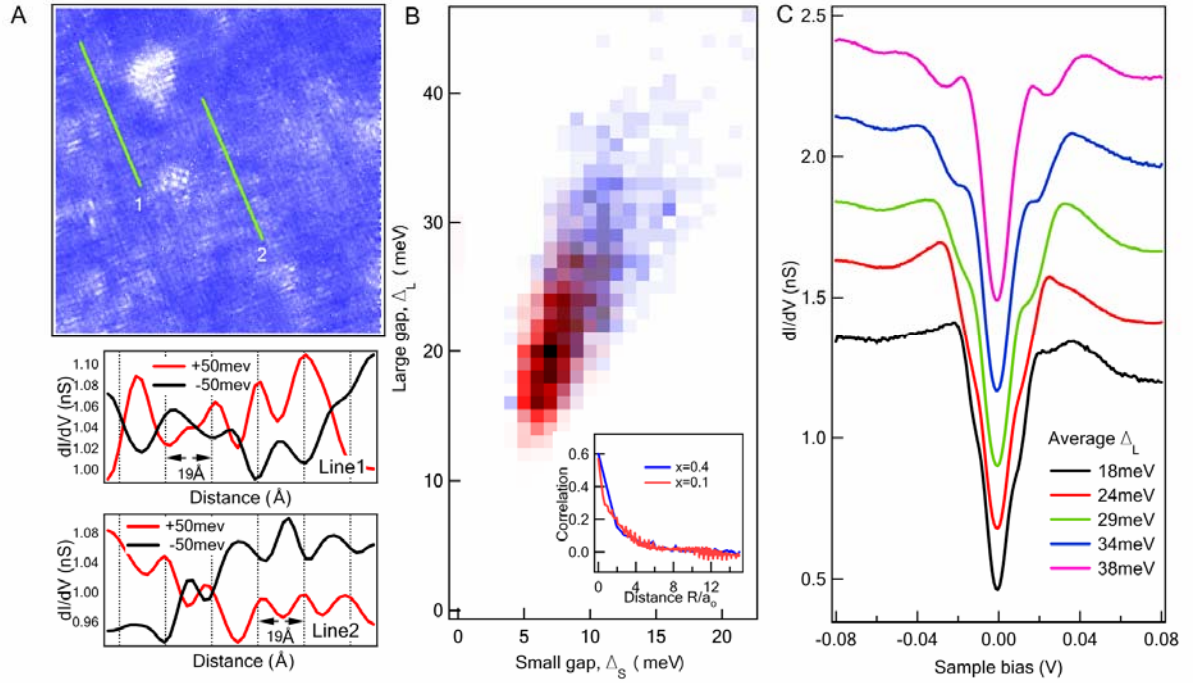 A
1
2
1.10
1.08
1.06
1.04
1.02
1.00
dI/dV (nS)
+50mev
-50mev
19Å
Line1
Distance (Å)
1.08
1.04
1.00
0.96
dI/dV (nS)
+50mev
-50mev
19Å
Line2
Distance (Å)
B
40
30
20
10
0
Large gap, Δ_L ( meV)
0 5 10 15 20
Small gap, Δ_S ( meV)
0.6
0.4
0.2
0.0
Correlation
x=0.4
x=0.1
0 4 8 12
Distance R/a_o
C
2.5
2.0
1.5
1.0
0.5
dI/dV (nS)
Average Δ_L
18meV
24meV
29meV
34meV
38meV
-0.08 -0.04 0.00 0.04 0.08
Sample bias (V)